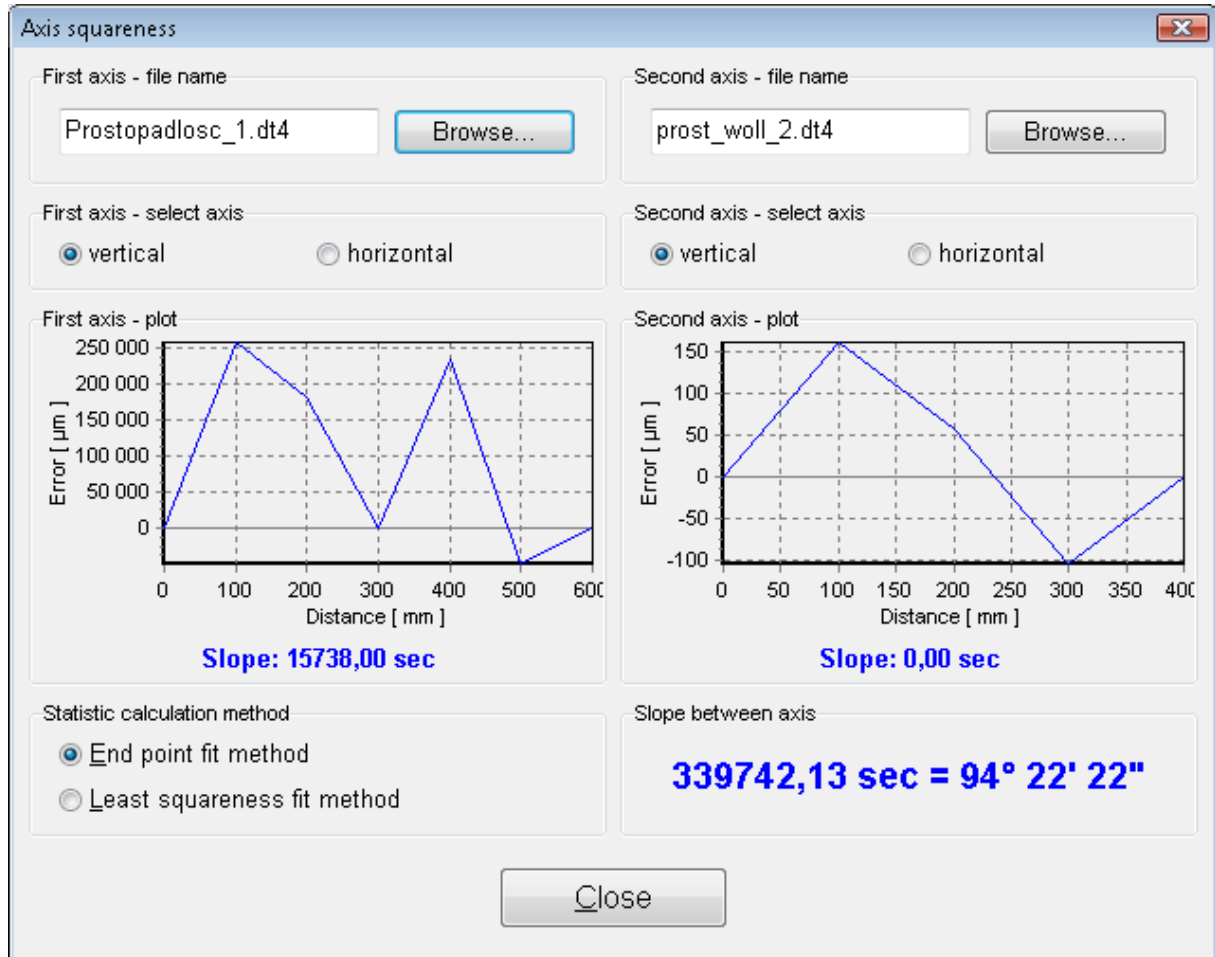 Axis squareness
First axis - file name
Prostopadlosc_1.dt4
Browse...
Second axis - file name
prost_woll_2.dt4
Browse...
First axis - select axis
vertical
horizontal
Second axis - select axis
vertical
horizontal
First axis - plot
250 000
200 000
150 000
100 000
50 000
0
Error [ µm ]
0 100 200 300 400 500 600
Distance [ mm ]
Slope: 15738,00 sec
Second axis - plot
150
100
50
0
-50
-100
Error [ µm ]
0 50 100 150 200 250 300 350 400
Distance [ mm ]
Slope: 0,00 sec
Statistic calculation method
End point fit method
Least squareness fit method
Slope between axis
339742,13 sec = 94° 22' 22"
Close